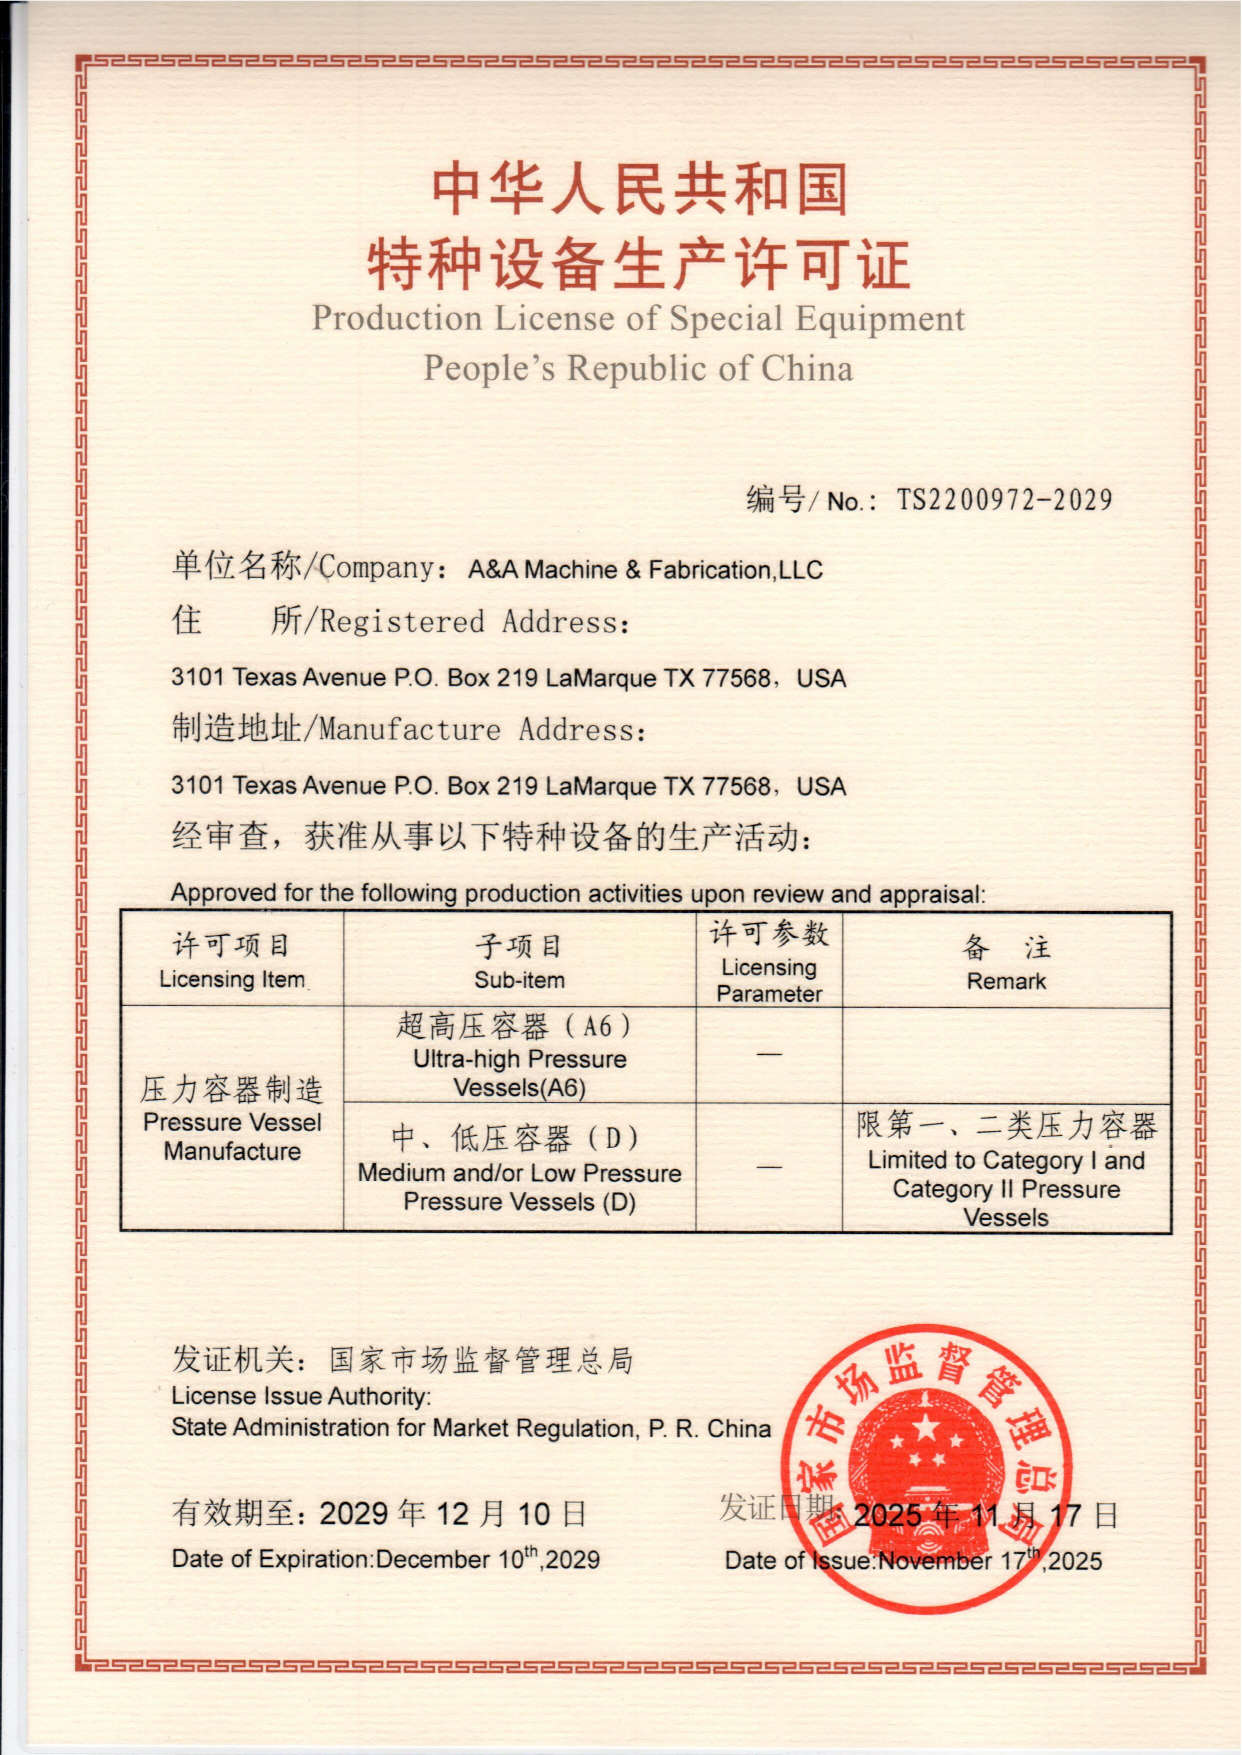 中华人民共和国
特种设备生产许可证
Production License of Special Equipment
People's Republic of China
编号/ No.：TS2200972-2029
单位名称/Company：A&A Machine & Fabrication,LLC
住　　所/Registered Address:
3101 Texas Avenue P.O. Box 219 LaMarque TX 77568，USA
制造地址/Manufacture Address:
3101 Texas Avenue P.O. Box 219 LaMarque TX 77568，USA
经审查，获准从事以下特种设备的生产活动：
Approved for the following production activities upon review and appraisal:
许可项目
Licensing Item
子项目
Sub-item
许可参数
Licensing
Parameter
备　注
Remark
压力容器制造
Pressure Vessel
Manufacture
超高压容器（A6）
Ultra-high Pressure
Vessels(A6)
—
中、低压容器（D）
Medium and/or Low Pressure
Pressure Vessels (D)
—
限第一、二类压力容器
Limited to Category I and
Category II Pressure
Vessels
发证机关：国家市场监督管理总局
License Issue Authority:
State Administration for Market Regulation, P. R. China
国家市场监督管理总局
有效期至：2029 年 12 月 10 日
发证日期：2025 年 11 月 17 日
Date of Expiration:December 10th,2029
Date of Issue:November 17th,2025